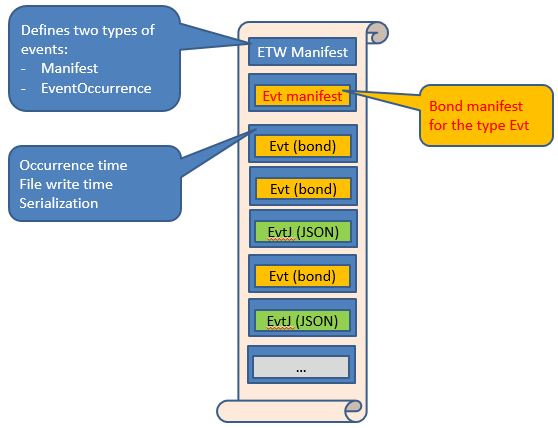 Defines two types of
events:
- Manifest
- EventOccurrence
ETW Manifest
Evt manifest
Bond manifest
for the type Evt
Occurrence time
File write time
Serialization
Evt (bond)
Evt (bond)
EvtJ (JSON)
Evt (bond)
EvtJ (JSON)
...